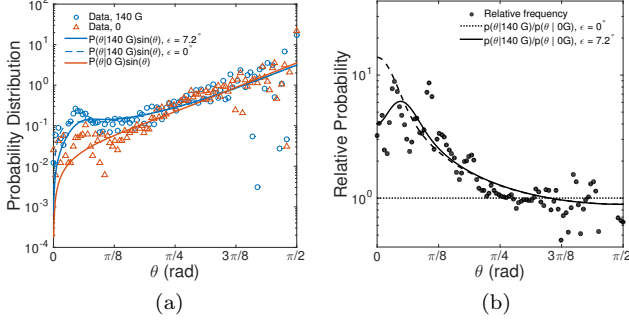 Data, 140 G
Data, 0
P(θ|140 G)sin(θ), ϵ = 7.2°
P(θ|140 G)sin(θ), ϵ = 0°
P(θ|0 G)sin(θ)
10^2
10^1
10^0
10^-1
10^-2
10^-3
10^-4
Probability Distribution
0
π/8
π/4
3π/8
π/2
θ (rad)
(a)
Relative frequency
p(θ|140 G)/p(θ | 0G), ϵ = 0°
p(θ|140 G)/p(θ | 0G), ϵ = 7.2°
10^1
10^0
Relative Probability
0
π/8
π/4
3π/8
π/2
θ (rad)
(b)